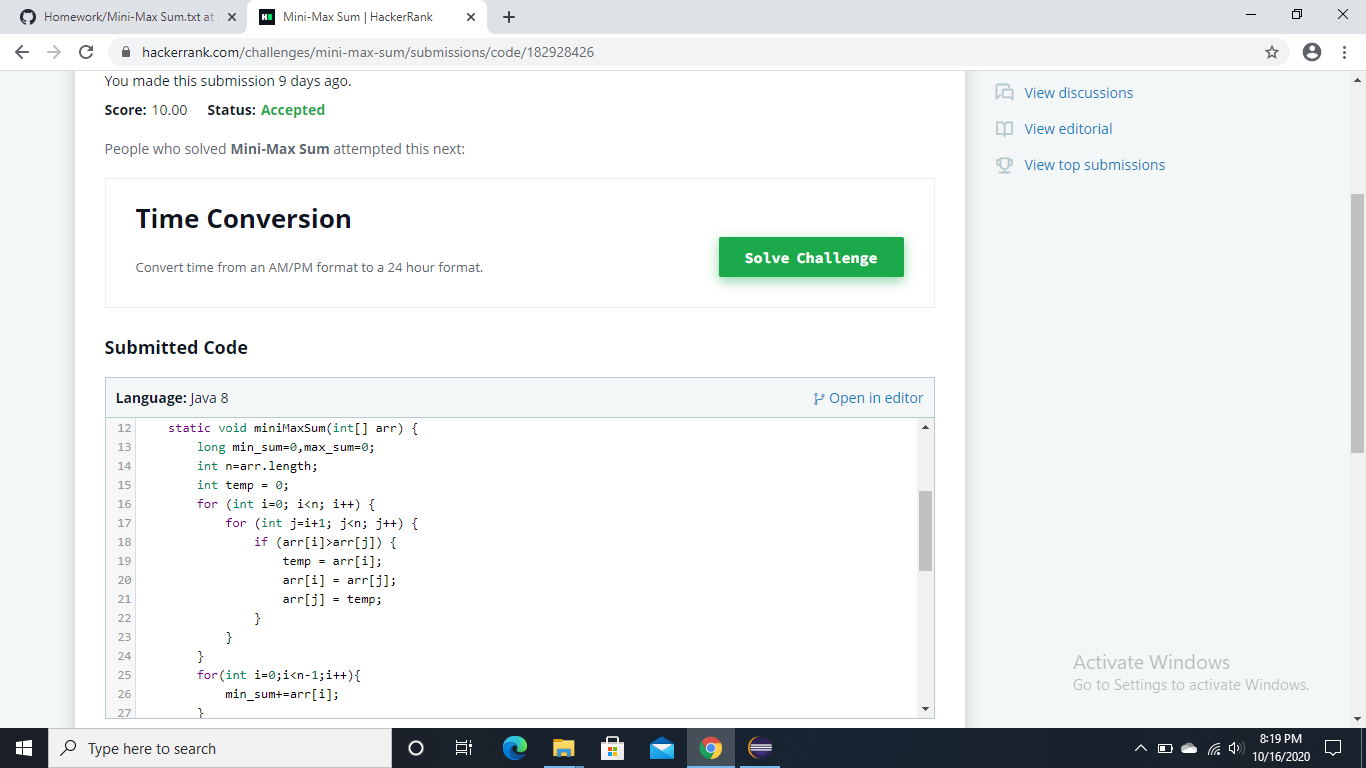 Homework/Mini-Max Sum.txt at
Mini-Max Sum | HackerRank
hackerrank.com/challenges/mini-max-sum/submissions/code/182928426
You made this submission 9 days ago.
Score: 10.00 Status: Accepted
People who solved Mini-Max Sum attempted this next:
Time Conversion
Convert time from an AM/PM format to a 24 hour format.
Solve Challenge
View discussions
View editorial
View top submissions
Submitted Code
Language: Java 8
Open in editor
12 static void miniMaxSum(int[] arr) {
13 long min_sum=0,max_sum=0;
14 int n=arr.length;
15 int temp = 0;
16 for (int i=0; i<n; i++) {
17 for (int j=i+1; j<n; j++) {
18 if (arr[i]>arr[j]) {
19 temp = arr[i];
20 arr[i] = arr[j];
21 arr[j] = temp;
22 }
23 }
24 }
25 for(int i=0;i<n-1;i++){
26 min_sum+=arr[i];
27 }
Activate Windows
Go to Settings to activate Windows.
Type here to search
8:19 PM
10/16/2020